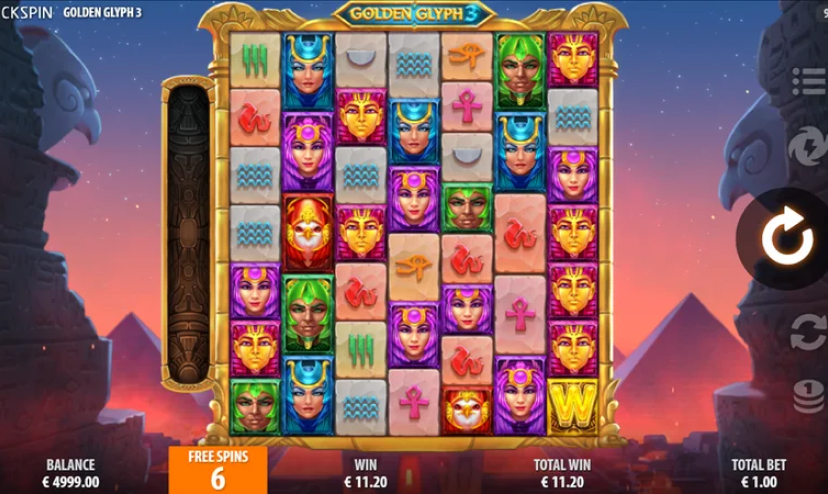 CKSPIN GOLDEN GLYPH 3
GOLDEN GLYPH 3
W
BALANCE
€ 4999.00
FREE SPINS
6
WIN
€ 11.20
TOTAL WIN
€ 11.20
TOTAL BET
€ 1.00
1